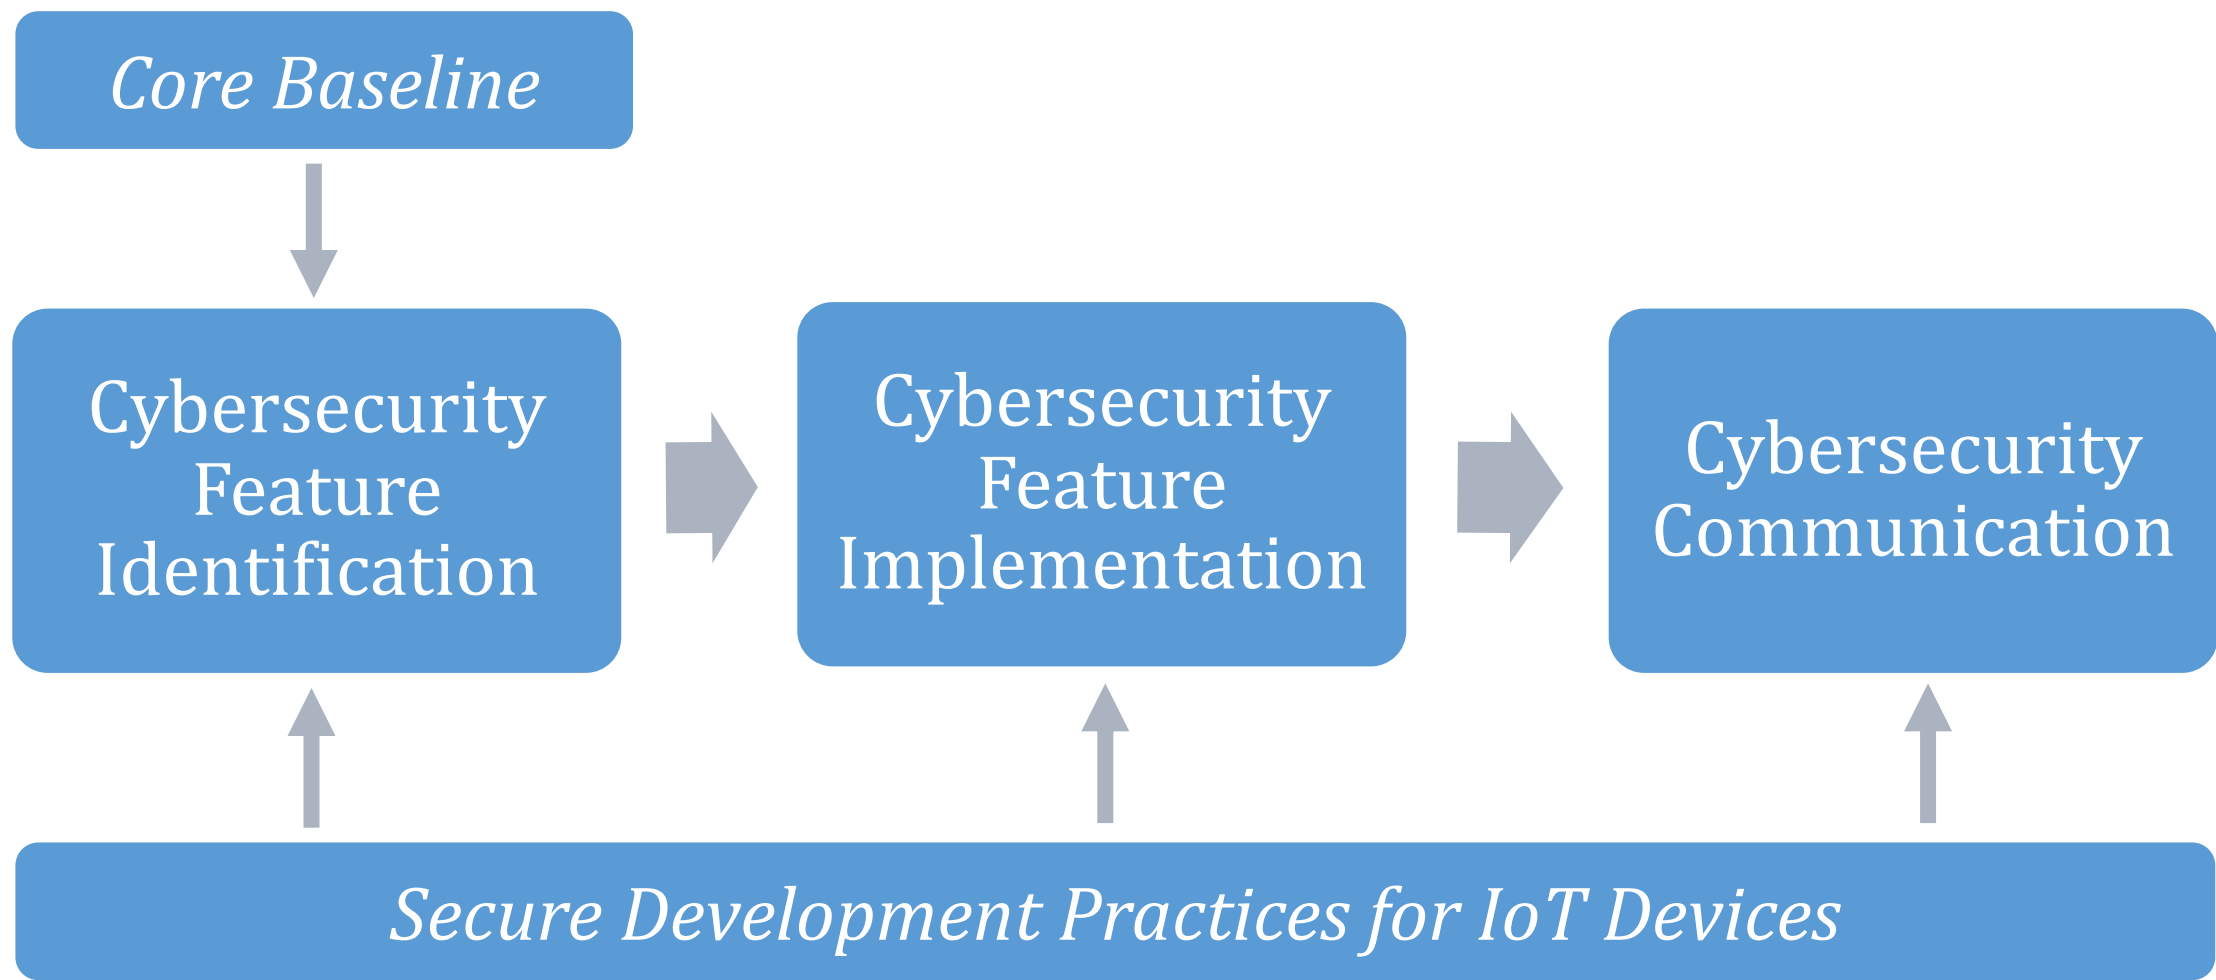 Core Baseline
Cybersecurity
Feature
Identification
Cybersecurity
Feature
Implementation
Cybersecurity
Communication
Secure Development Practices for IoT Devices